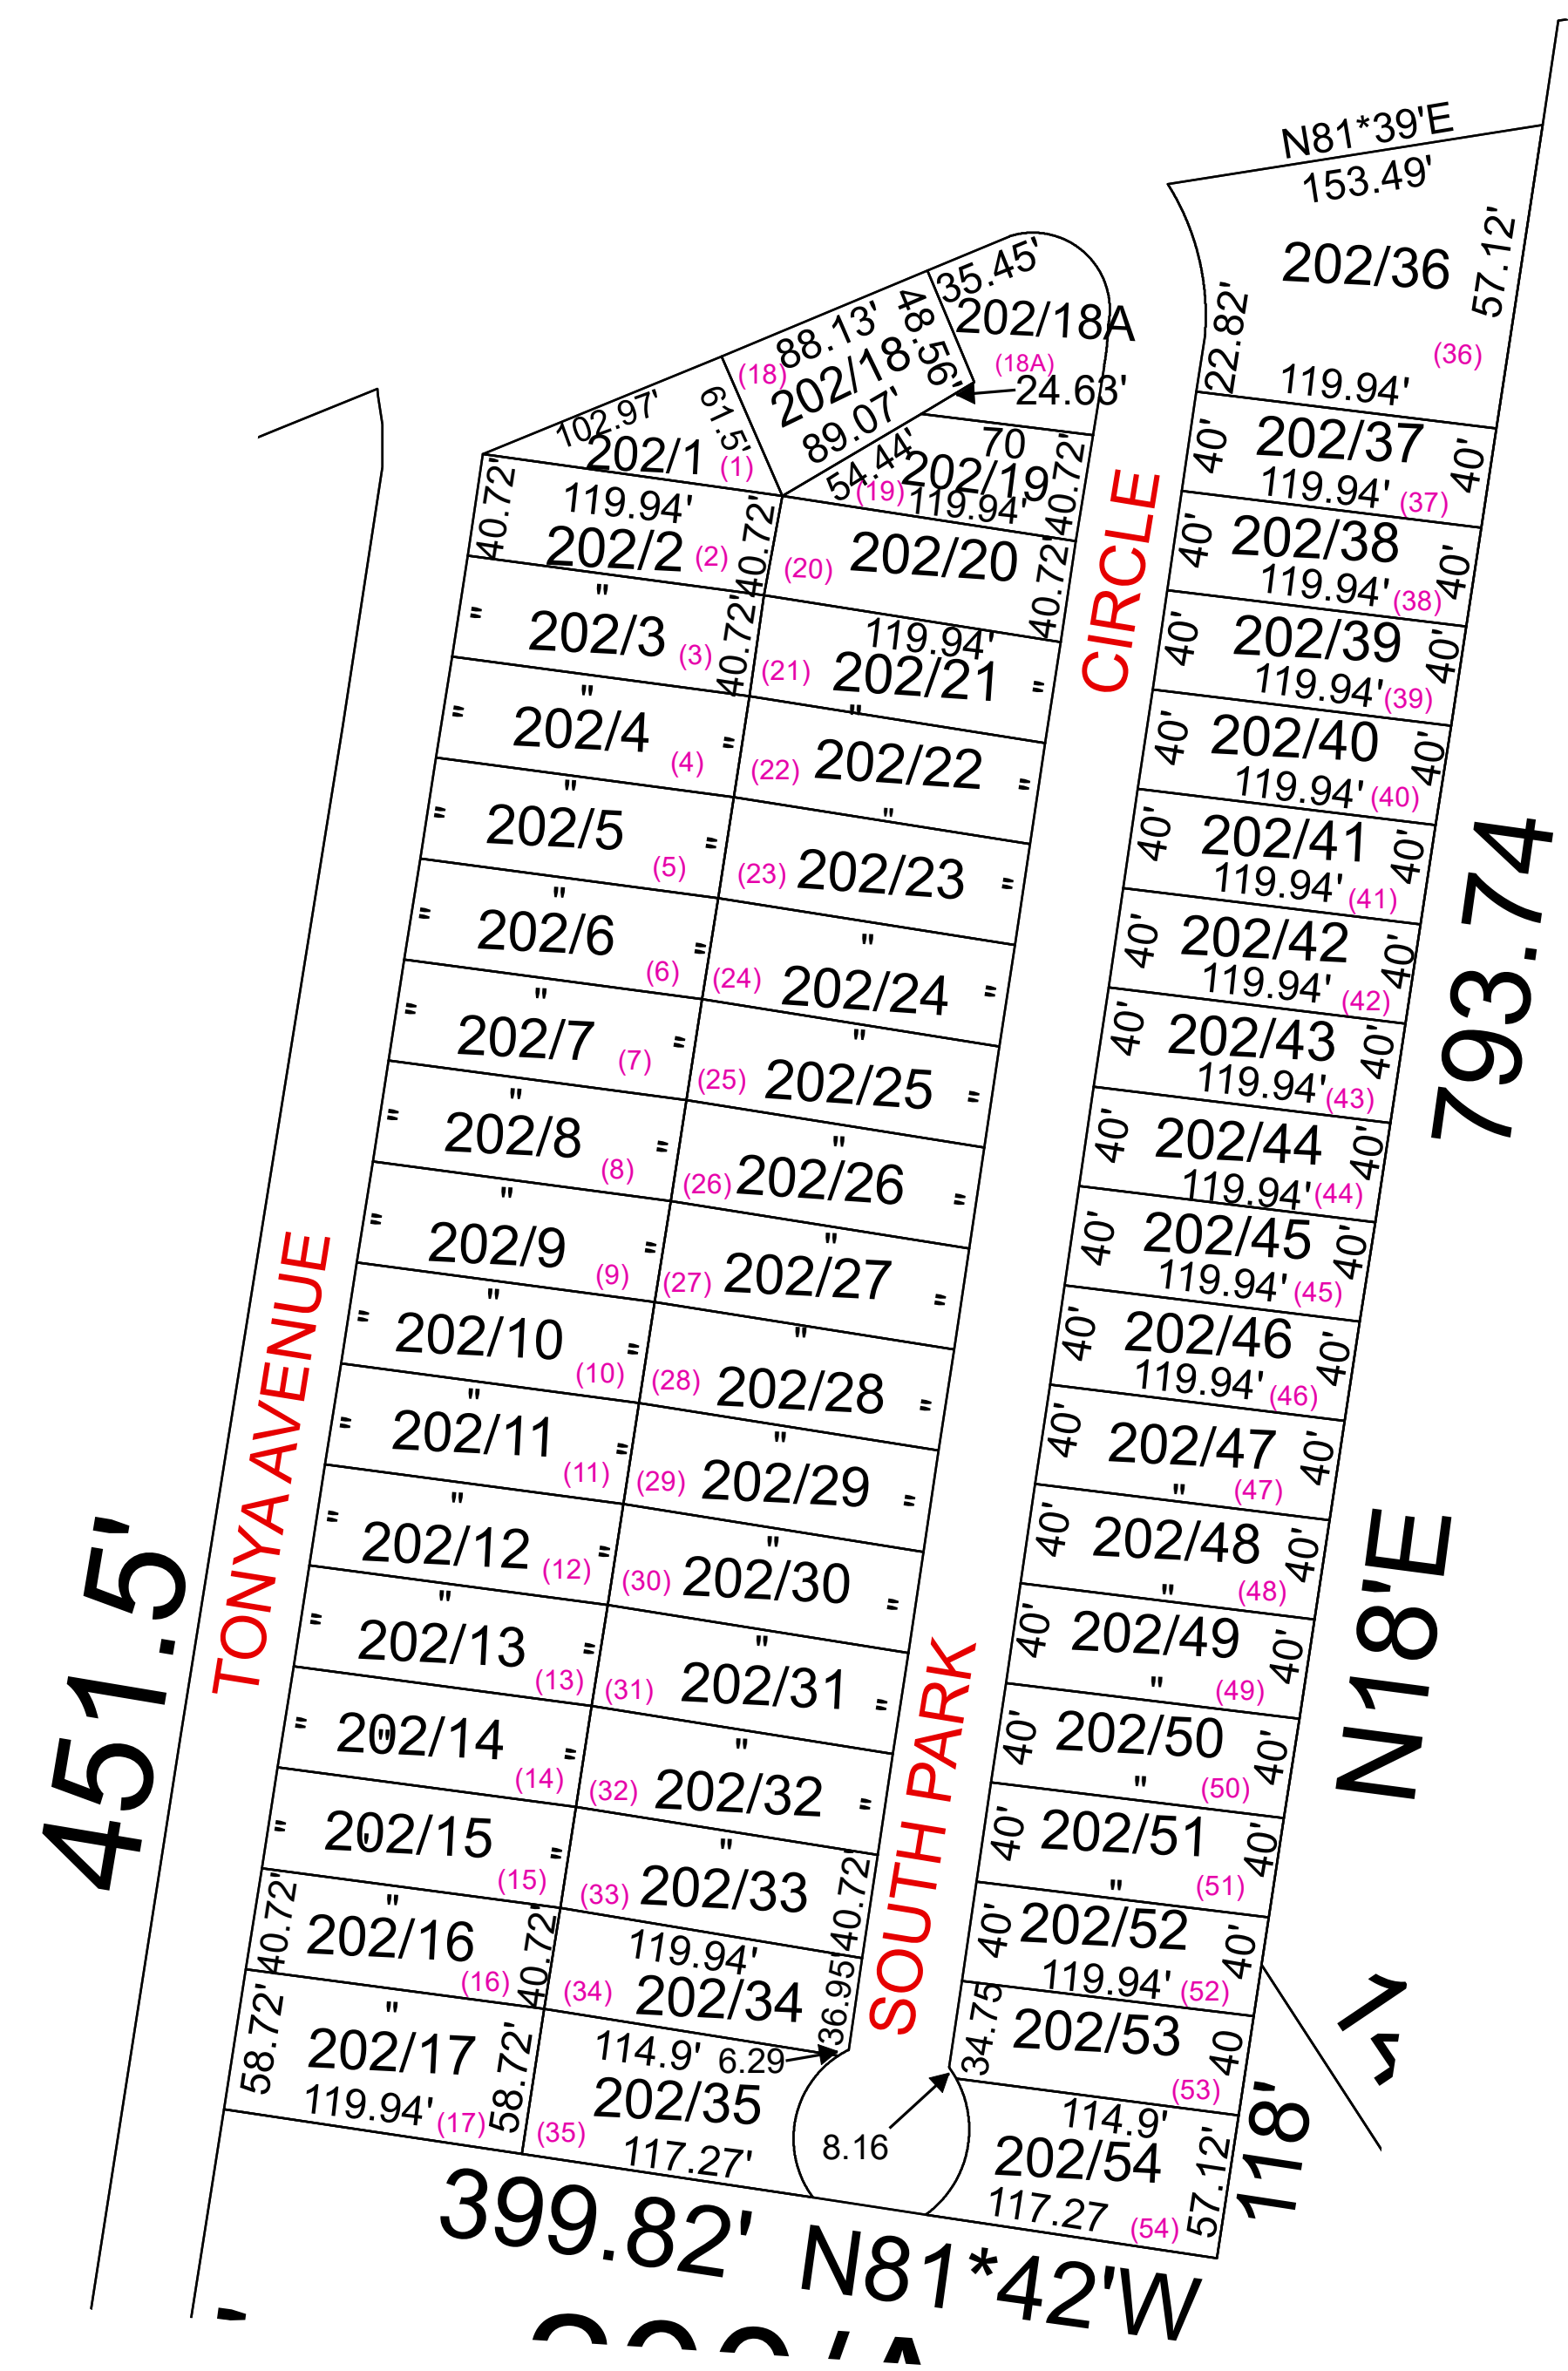 N81*39'E
153.49'
202/36
57.12'
22.82'
(36)
119.94'
35.45'
202/18A
(18A)
24.63'
88.13'
48.56'
(18)
202/18
89.07'
102.97'
61.5'
202/1 (1)
54.44'
70
202/19
(19)
119.94'
40.72'
40.72'
119.94'
40.72'
202/2 (2)
(20) 202/20
40.72'
119.94'
" 202/3 (3)
"
40.72'
(21) 202/21 "
"
" 202/4 (4) "
"
(22) 202/22 "
"
" 202/5 (5) "
"
(23) 202/23 "
"
" 202/6 (6) "
"
(24) 202/24 "
"
" 202/7 (7) "
"
(25) 202/25 "
"
" 202/8 (8) "
"
(26) 202/26 "
"
" 202/9 (9) "
"
(27) 202/27 "
"
" 202/10 (10) "
"
(28) 202/28 "
"
" 202/11 (11) "
"
(29) 202/29 "
"
" 202/12 (12) "
"
(30) 202/30 "
"
" 202/13 (13) "
"
(31) 202/31 "
"
" 202/14 (14) "
"
(32) 202/32 "
"
" 202/15 (15) "
'
(33) 202/33
"
40.72'
40.72'
"
202/16 (16)
40.72'
119.94'
(34) 202/34
36.95'
58.72'
"
202/17
119.94' (17)
58.72'
114.9' 6.29
202/35
(35)
117.27'
8.16
40' 202/37 40'
119.94' (37)
40' 202/38 40'
119.94' (38)
40' 202/39 40'
119.94' (39)
40' 202/40 40'
119.94' (40)
40' 202/41 40'
119.94' (41)
40' 202/42 40'
119.94' (42)
40' 202/43 40'
119.94' (43)
40' 202/44 40'
119.94' (44)
40' 202/45 40'
119.94' (45)
40' 202/46 40'
119.94' (46)
40' 202/47 40'
" (47)
40' 202/48 40'
" (48)
40' 202/49 40'
" (49)
40' 202/50 40'
" (50)
40' 202/51 40'
" (51)
40' 202/52 40'
119.94' (52)
34.75 202/53 40
(53)
114.9'
202/54
57.12'
117.27 (54)
TONYA AVENUE
SOUTH PARK
CIRCLE
451.5'
793.74
N18'E
118'
399.82' N81*42'W